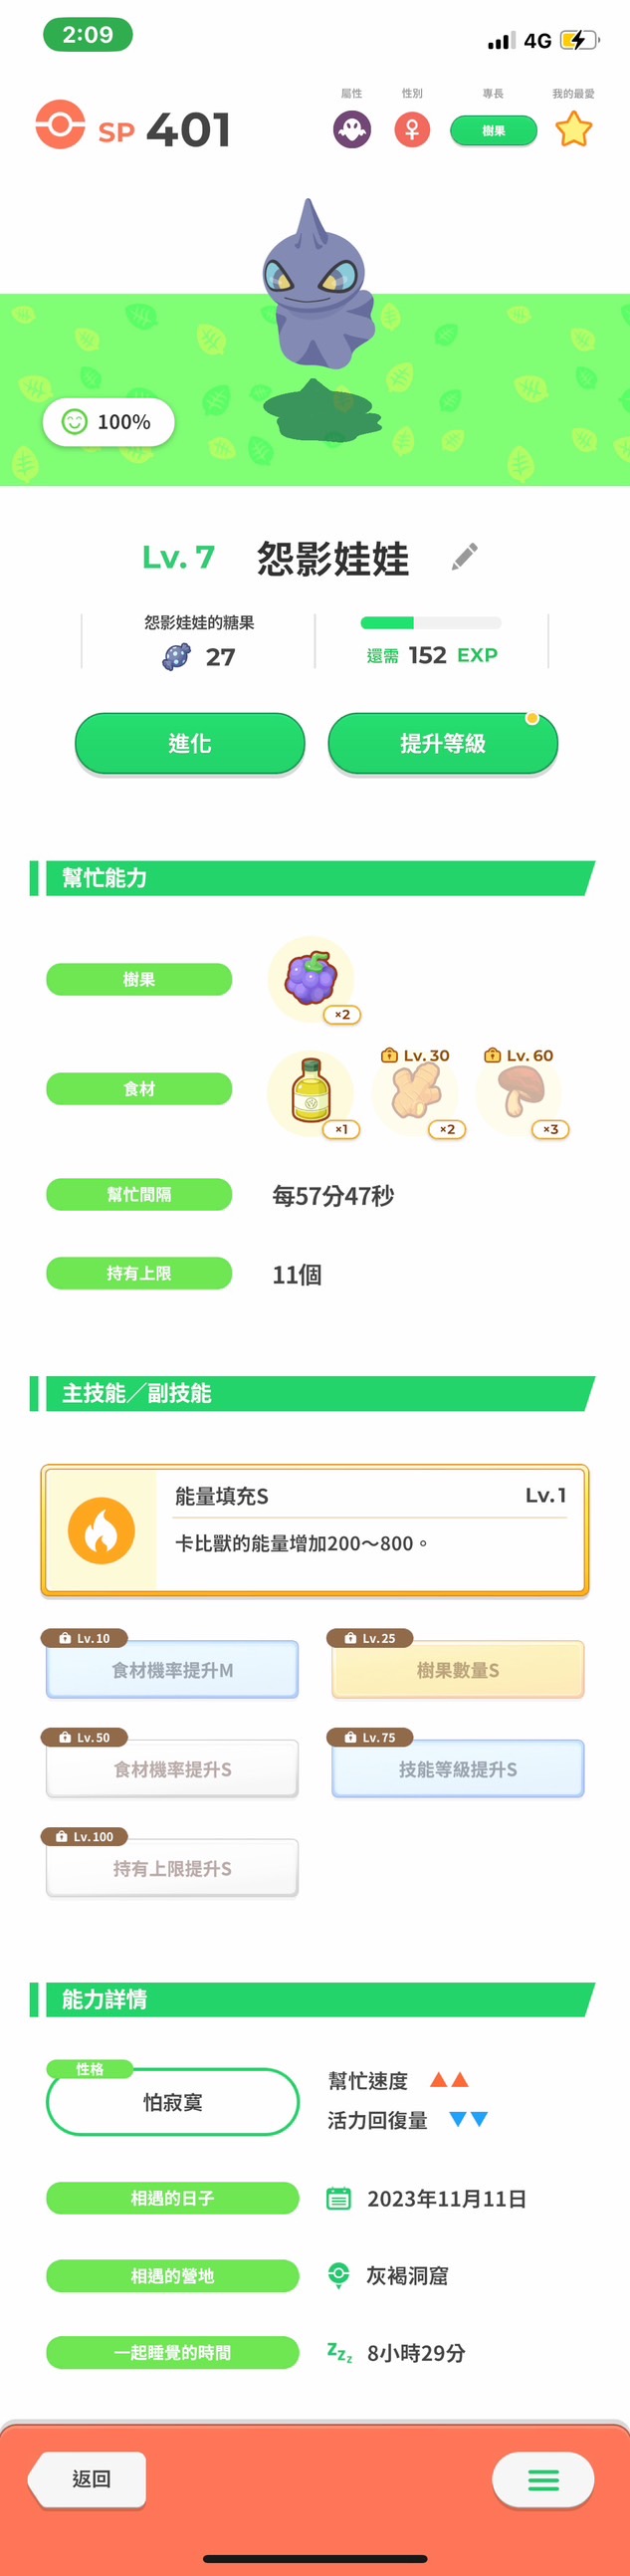 2:09 4G
屬性 性別 專長 我的最愛
SP 401 樹果
100%
Lv. 7 怨影娃娃
怨影娃娃的糖果
27 還需 152 EXP
進化 提升等級
幫忙能力
樹果
×2
Lv.30 Lv.60
食材
×1 ×2 ×3
幫忙間隔 每57分47秒
持有上限 11個
主技能／副技能
能量填充S Lv.1
卡比獸的能量增加200～800。
Lv.10 Lv.25
食材機率提升M 樹果數量S
Lv.50 Lv.75
食材機率提升S 技能等級提升S
Lv.100
持有上限提升S
能力詳情
性格 幫忙速度
怕寂寞
活力回復量
相遇的日子 2023年11月11日
相遇的營地 灰褐洞窟
一起睡覺的時間 zzz 8小時29分
返回